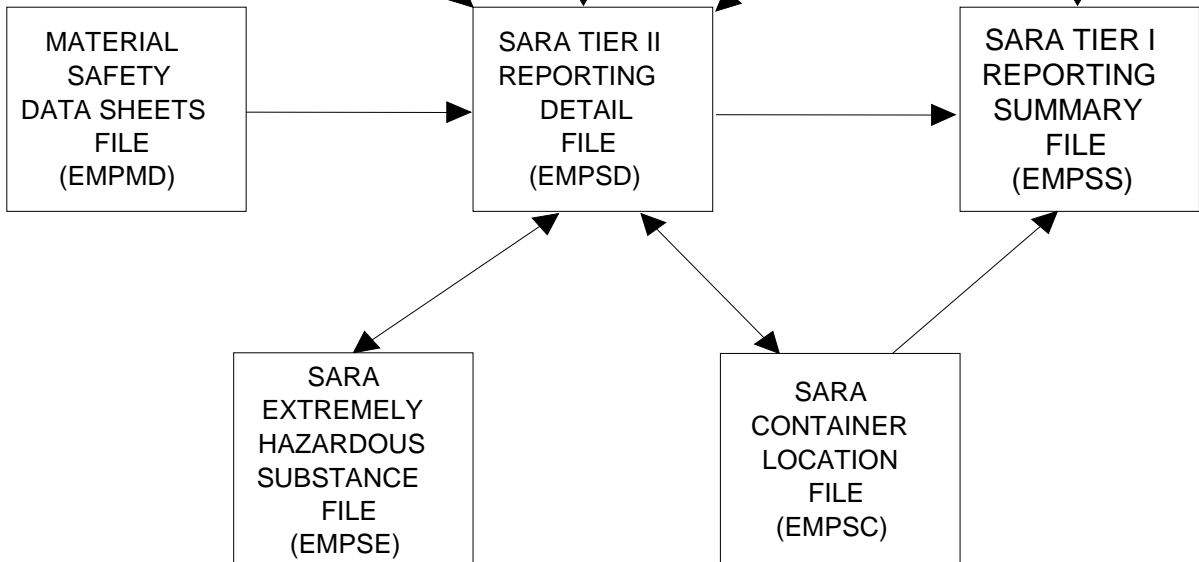 MATERIAL
SAFETY
DATA SHEETS
FILE
(EMPMD)
SARA TIER II
REPORTING
DETAIL
FILE
(EMPSD)
SARA TIER I
REPORTING
SUMMARY
FILE
(EMPSS)
SARA
EXTREMELY
HAZARDOUS
SUBSTANCE
FILE
(EMPSE)
SARA
CONTAINER
LOCATION
FILE
(EMPSC)